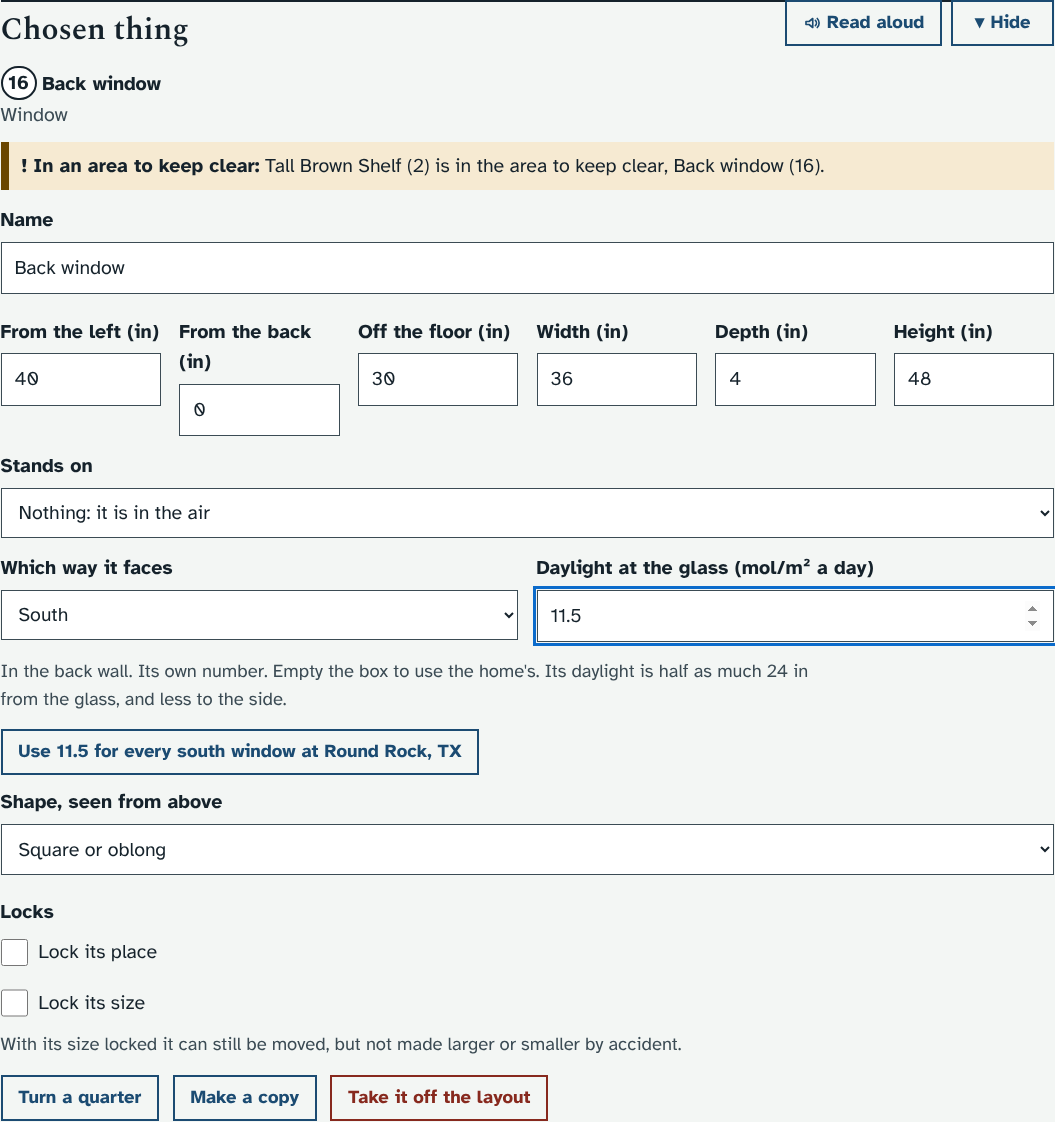 Chosen thing
Read aloud
▼ Hide
16 Back window
Window
! In an area to keep clear: Tall Brown Shelf (2) is in the area to keep clear, Back window (16).
Name
Back window
From the left (in)
40
From the back (in)
0
Off the floor (in)
30
Width (in)
36
Depth (in)
4
Height (in)
48
Stands on
Nothing: it is in the air
Which way it faces
South
Daylight at the glass (mol/m² a day)
11.5
In the back wall. Its own number. Empty the box to use the home's. Its daylight is half as much 24 in
from the glass, and less to the side.
Use 11.5 for every south window at Round Rock, TX
Shape, seen from above
Square or oblong
Locks
Lock its place
Lock its size
With its size locked it can still be moved, but not made larger or smaller by accident.
Turn a quarter
Make a copy
Take it off the layout